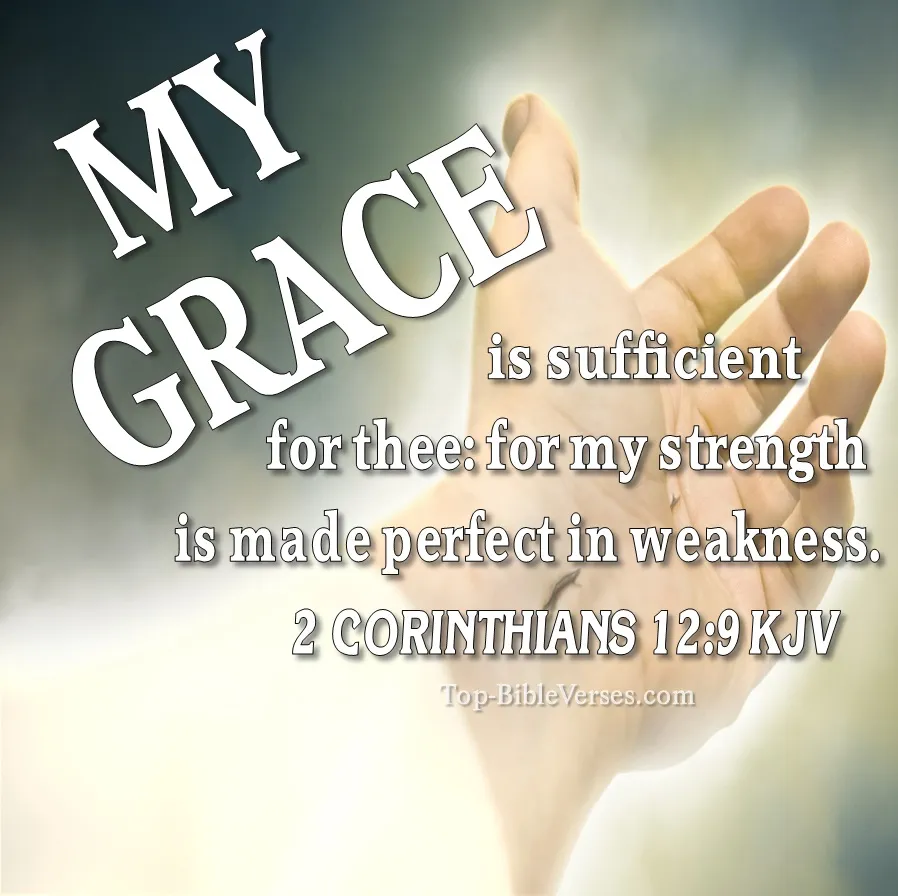 MY
GRACE
is sufficient
for thee: for my strength
is made perfect in weakness.
2 CORINTHIANS 12:9 KJV
Top-BibleVerses.com